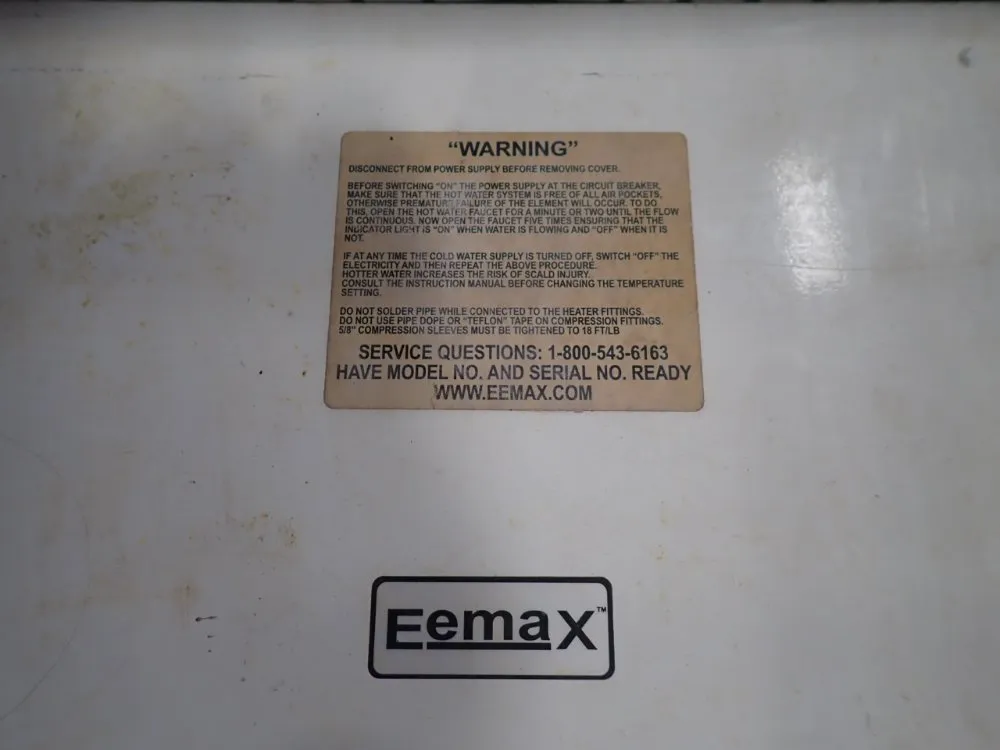 “WARNING”
DISCONNECT FROM POWER SUPPLY BEFORE REMOVING COVER.
BEFORE SWITCHING “ON” THE POWER SUPPLY AT THE CIRCUIT BREAKER,
MAKE SURE THAT THE HOT WATER SYSTEM IS FREE OF ALL AIR POCKETS,
OTHERWISE PREMATURE FAILURE OF THE ELEMENT WILL OCCUR. TO DO
THIS, OPEN THE HOT WATER FAUCET FOR A MINUTE OR TWO UNTIL THE FLOW
IS CONTINUOUS. NOW OPEN THE FAUCET FIVE TIMES ENSURING THAT THE
INDICATOR LIGHT IS “ON” WHEN WATER IS FLOWING AND “OFF” WHEN IT IS
NOT.
IF AT ANY TIME THE COLD WATER SUPPLY IS TURNED OFF, SWITCH “OFF” THE
ELECTRICITY AND THEN REPEAT THE ABOVE PROCEDURE.
HOTTER WATER INCREASES THE RISK OF SCALD INJURY.
CONSULT THE INSTRUCTION MANUAL BEFORE CHANGING THE TEMPERATURE
SETTING.
DO NOT SOLDER PIPE WHILE CONNECTED TO THE HEATER FITTINGS.
DO NOT USE PIPE DOPE OR “TEFLON” TAPE ON COMPRESSION FITTINGS.
5/8” COMPRESSION SLEEVES MUST BE TIGHTENED TO 18 FT/LB
SERVICE QUESTIONS: 1-800-543-6163
HAVE MODEL NO. AND SERIAL NO. READY
WWW.EEMAX.COM
EemaX™